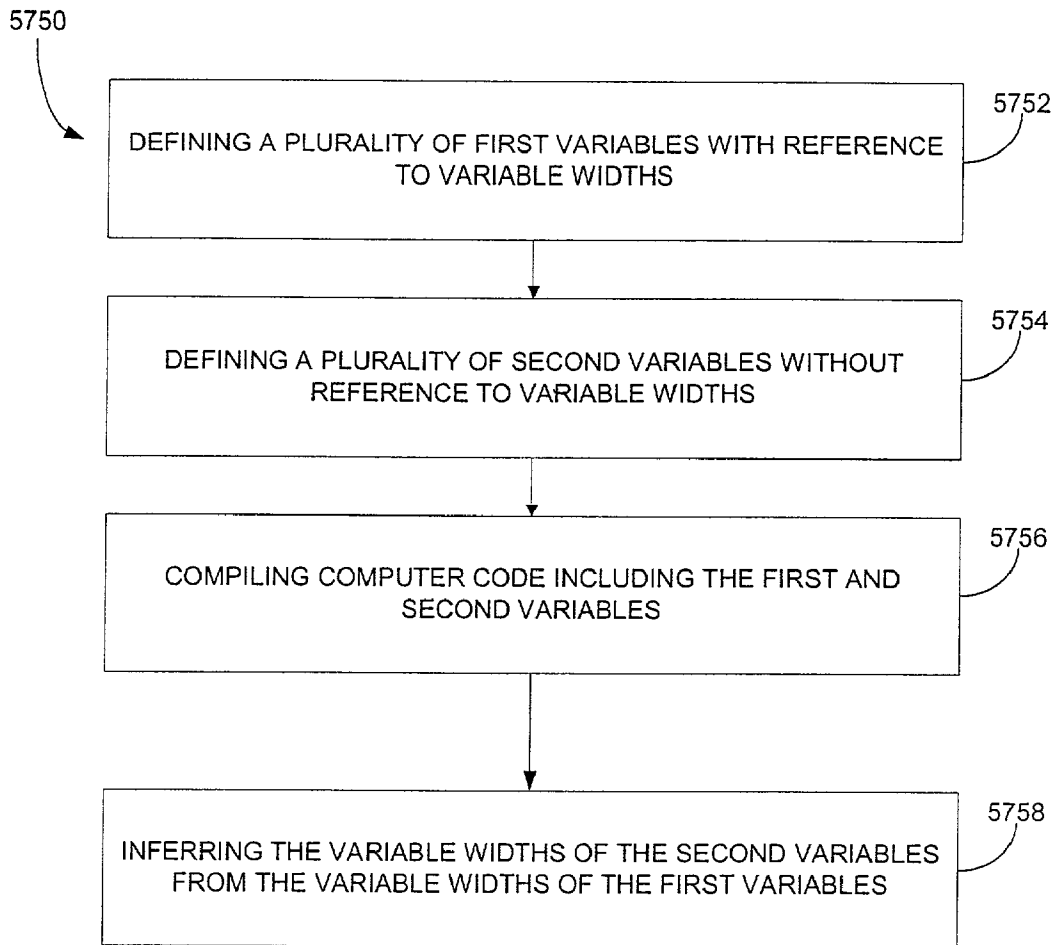 5750
5752
DEFINING A PLURALITY OF FIRST VARIABLES WITH REFERENCE
TO VARIABLE WIDTHS
5754
DEFINING A PLURALITY OF SECOND VARIABLES WITHOUT
REFERENCE TO VARIABLE WIDTHS
5756
COMPILING COMPUTER CODE INCLUDING THE FIRST AND
SECOND VARIABLES
5758
INFERRING THE VARIABLE WIDTHS OF THE SECOND VARIABLES
FROM THE VARIABLE WIDTHS OF THE FIRST VARIABLES